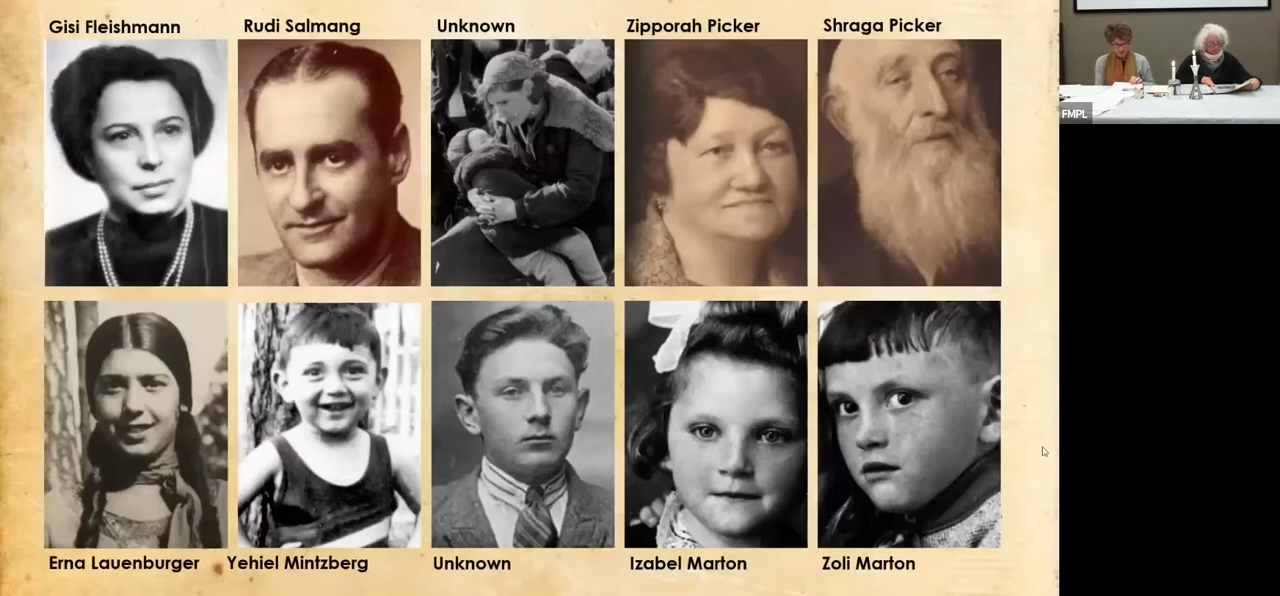 Gisi Fleishmann
Rudi Salmang
Unknown
Zipporah Picker
Shraga Picker
FMPL
Erna Lauenburger
Yehiel Mintzberg
Unknown
Izabel Marton
Zoli Marton